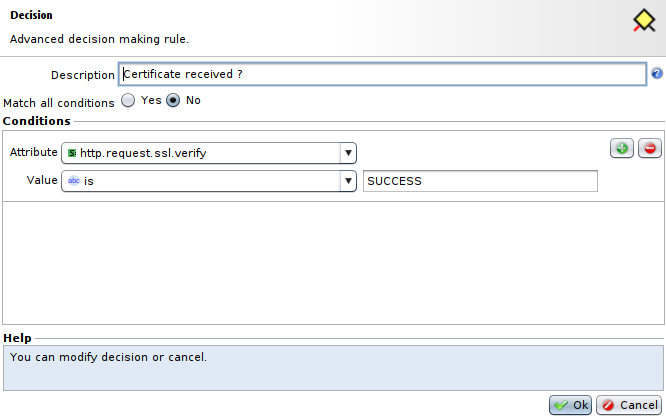 Decision
Advanced decision making rule.
Description Certificate received ?
Match all conditions Yes No
Conditions
Attribute http.request.ssl.verify
Value abc is SUCCESS
Help
You can modify decision or cancel.
Ok Cancel